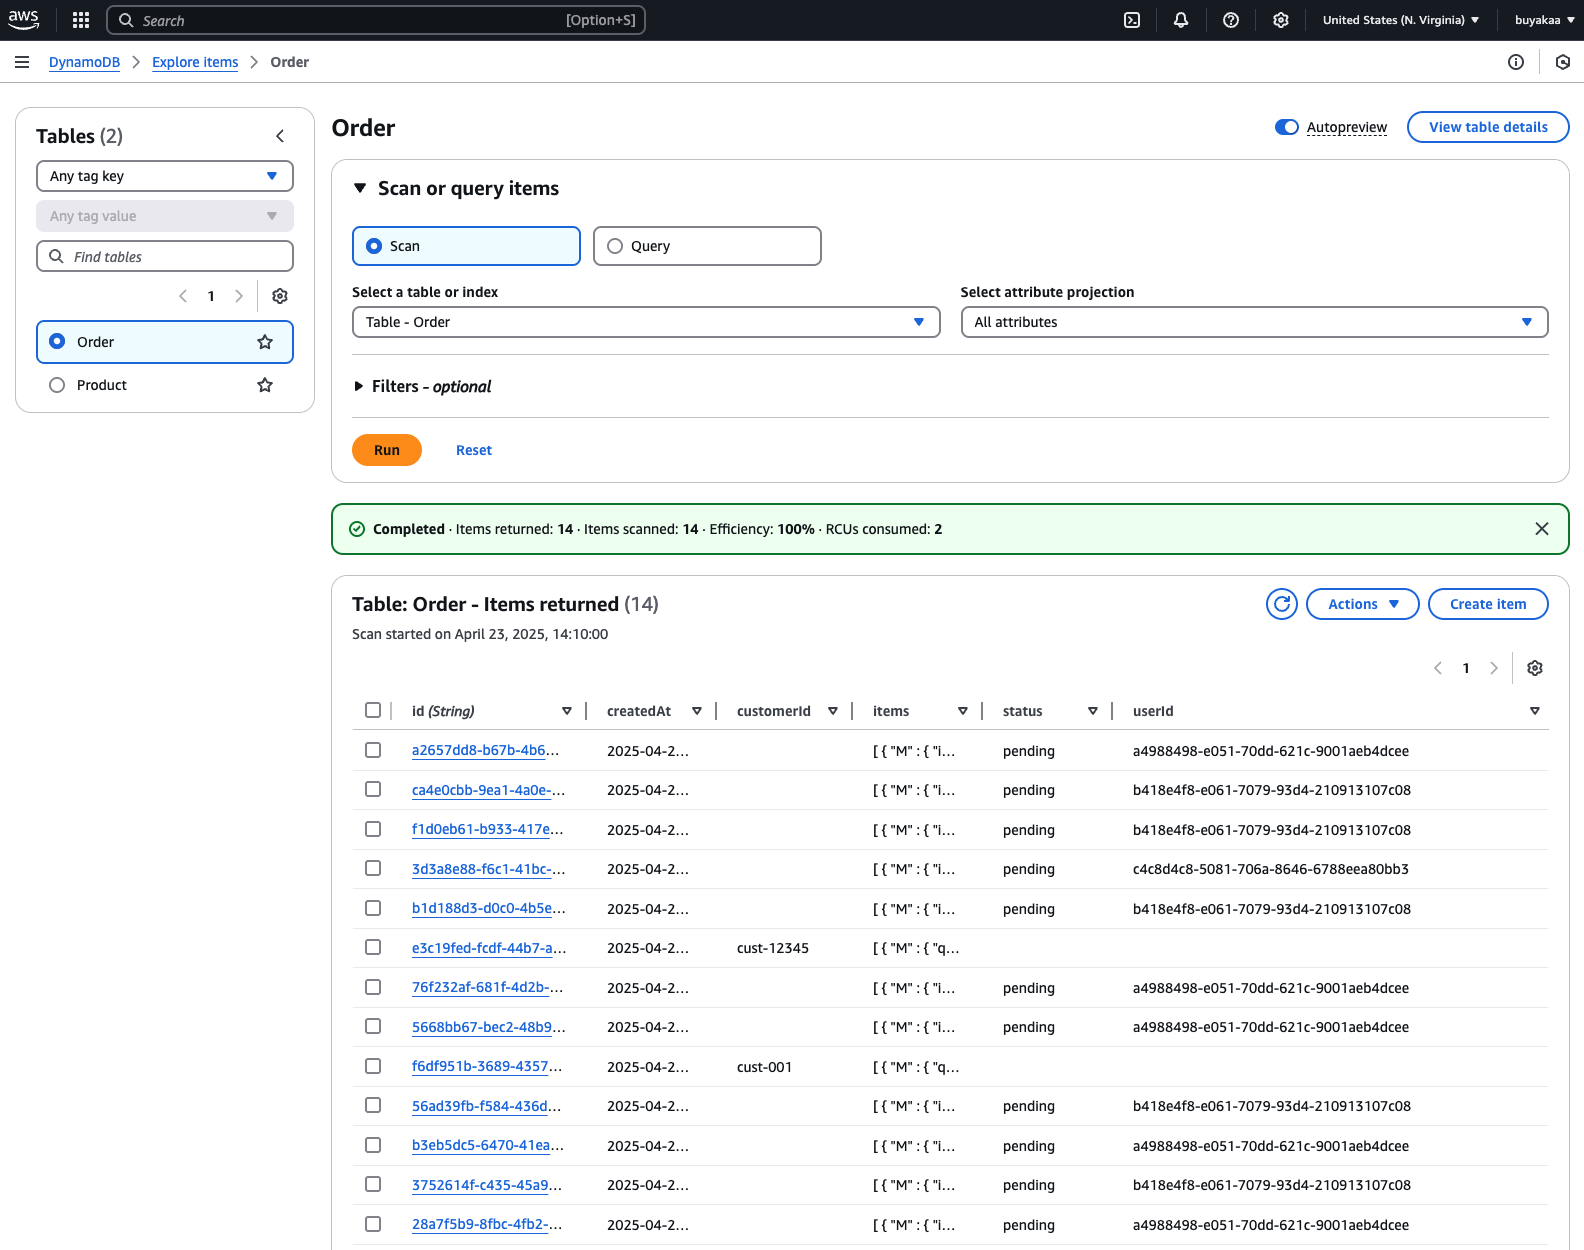 aws Search [Option+S] United States (N. Virginia) buyakaa
DynamoDB Explore items Order
Tables (2)
Any tag key
Any tag value
Find tables
1
Order
Product
Order
Autopreview View table details
Scan or query items
Scan Query
Select a table or index Select attribute projection
Table - Order All attributes
Filters - optional
Run Reset
Completed · Items returned: 14 · Items scanned: 14 · Efficiency: 100% · RCUs consumed: 2
Table: Order - Items returned (14) Actions Create item
Scan started on April 23, 2025, 14:10:00
1
id (String) createdAt customerId items status userId
a2657dd8-b67b-4b6... 2025-04-2... [ { "M" : { "i... pending a4988498-e051-70dd-621c-9001aeb4dcee
ca4e0cbb-9ea1-4a0e-... 2025-04-2... [ { "M" : { "i... pending b418e4f8-e061-7079-93d4-210913107c08
f1d0eb61-b933-417e... 2025-04-2... [ { "M" : { "i... pending b418e4f8-e061-7079-93d4-210913107c08
3d3a8e88-f6c1-41bc-... 2025-04-2... [ { "M" : { "i... pending c4c8d4c8-5081-706a-8646-6788eea80bb3
b1d188d3-d0c0-4b5e... 2025-04-2... [ { "M" : { "i... pending b418e4f8-e061-7079-93d4-210913107c08
e3c19fed-fcdf-44b7-a... 2025-04-2... cust-12345 [ { "M" : { "q...
76f232af-681f-4d2b-... 2025-04-2... [ { "M" : { "i... pending a4988498-e051-70dd-621c-9001aeb4dcee
5668bb67-bec2-48b9... 2025-04-2... [ { "M" : { "i... pending a4988498-e051-70dd-621c-9001aeb4dcee
f6df951b-3689-4357... 2025-04-2... cust-001 [ { "M" : { "q...
56ad39fb-f584-436d... 2025-04-2... [ { "M" : { "i... pending b418e4f8-e061-7079-93d4-210913107c08
b3eb5dc5-6470-41ea... 2025-04-2... [ { "M" : { "i... pending a4988498-e051-70dd-621c-9001aeb4dcee
3752614f-c435-45a9... 2025-04-2... [ { "M" : { "i... pending b418e4f8-e061-7079-93d4-210913107c08
28a7f5b9-8fbc-4fb2-... 2025-04-2... [ { "M" : { "i... pending a4988498-e051-70dd-621c-9001aeb4dcee